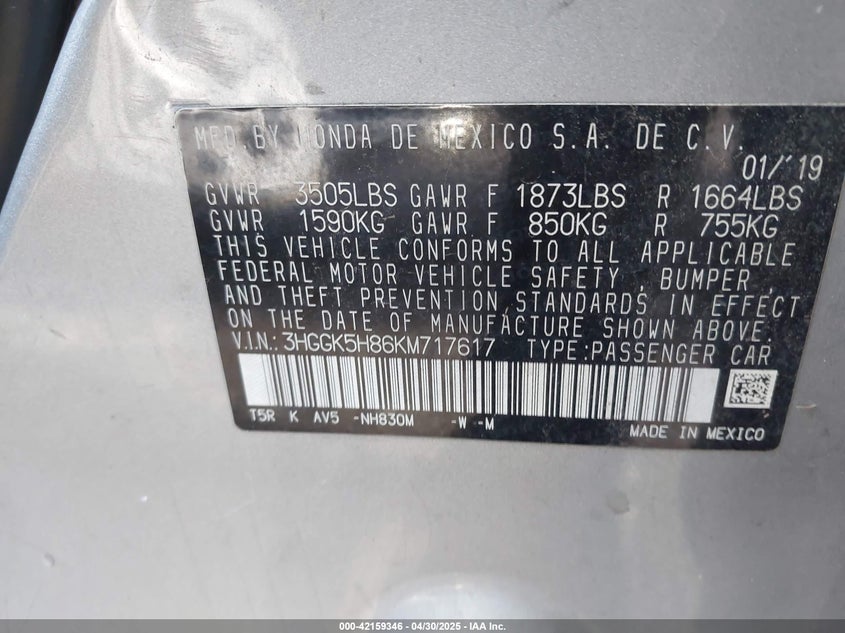 MFD. BY HONDA DE MEXICO S.A. DE C.V.
01/'19
GVWR 3505LBS GAWR F 1873LBS R 1664LBS
GVWR 1590KG GAWR F 850KG R 755KG
THIS VEHICLE CONFORMS TO ALL APPLICABLE
FEDERAL MOTOR VEHICLE SAFETY, BUMPER,
AND THEFT PREVENTION STANDARDS IN EFFECT
ON THE DATE OF MANUFACTURE SHOWN ABOVE.
V.I.N.: 3HGGK5H86KM717617 TYPE:PASSENGER CAR
T5R K AV5 -NH830M -W -M
MADE IN MEXICO
000-42159346 - 04/30/2025 - IAA Inc.